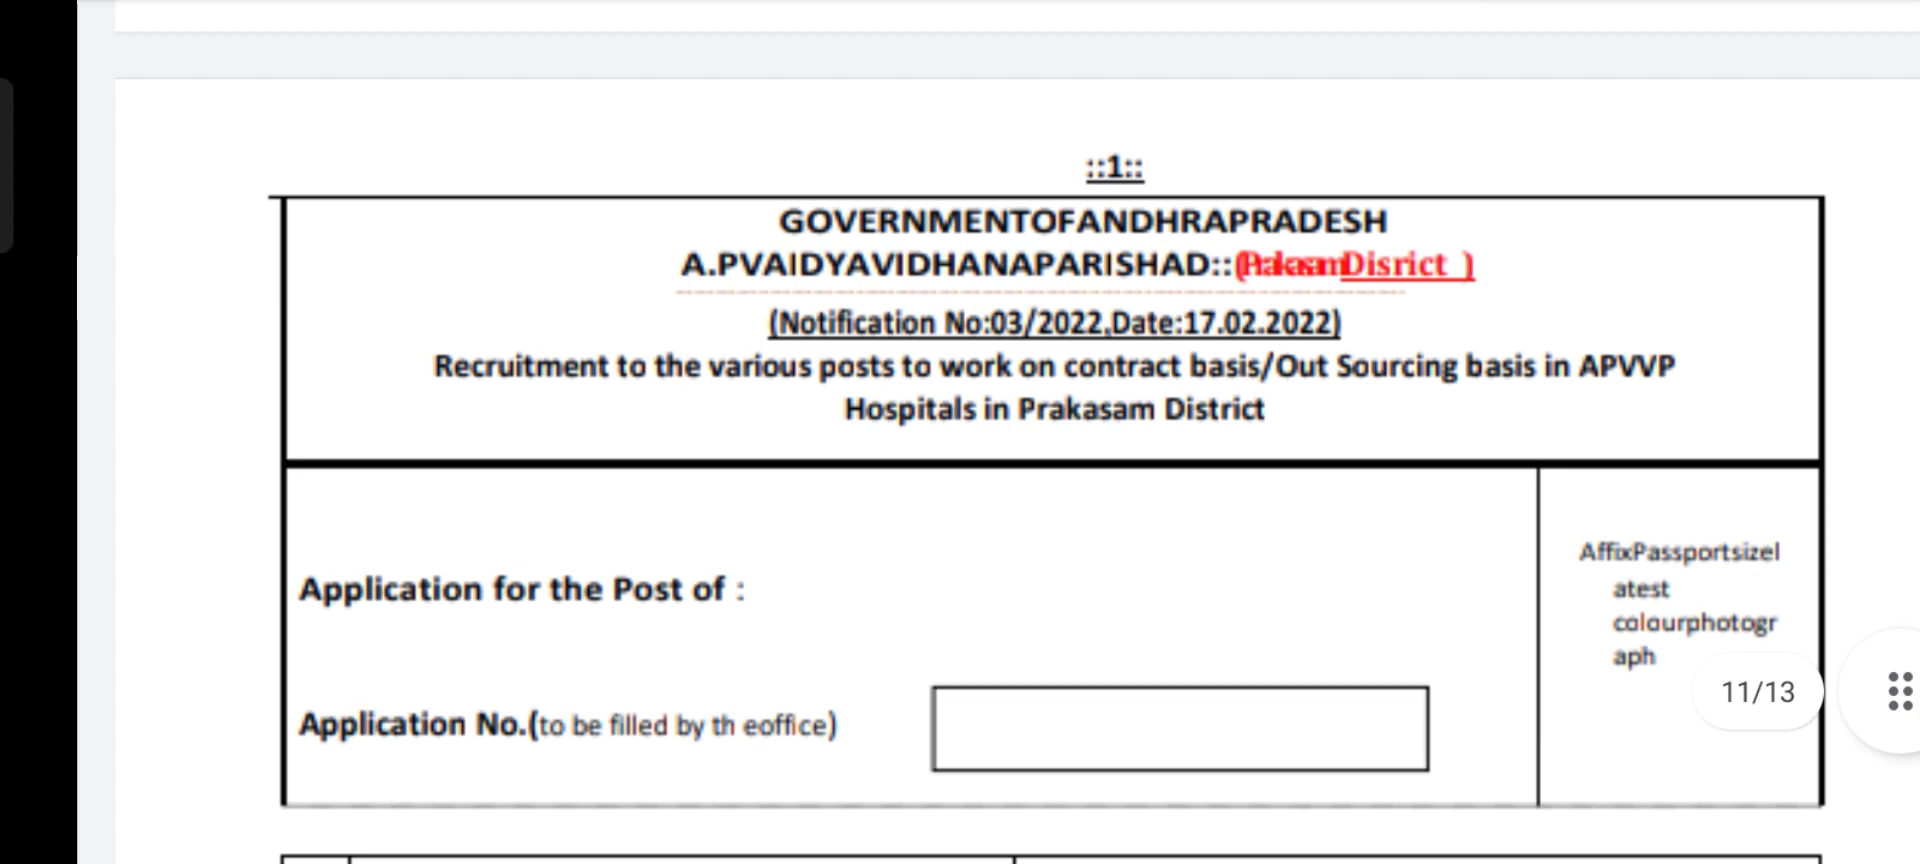 ::1::
GOVERNMENTOFANDHRAPRADESH
A.PVAIDYAVIDHANAPARISHAD::(PrakasamDisrict )
(Notification No:03/2022,Date:17.02.2022)
Recruitment to the various posts to work on contract basis/Out Sourcing basis in APVVP
Hospitals in Prakasam District
Application for the Post of :
AffixPassportsizel
atest
colourphotogr
aph
Application No.(to be filled by th eoffice)
11/13